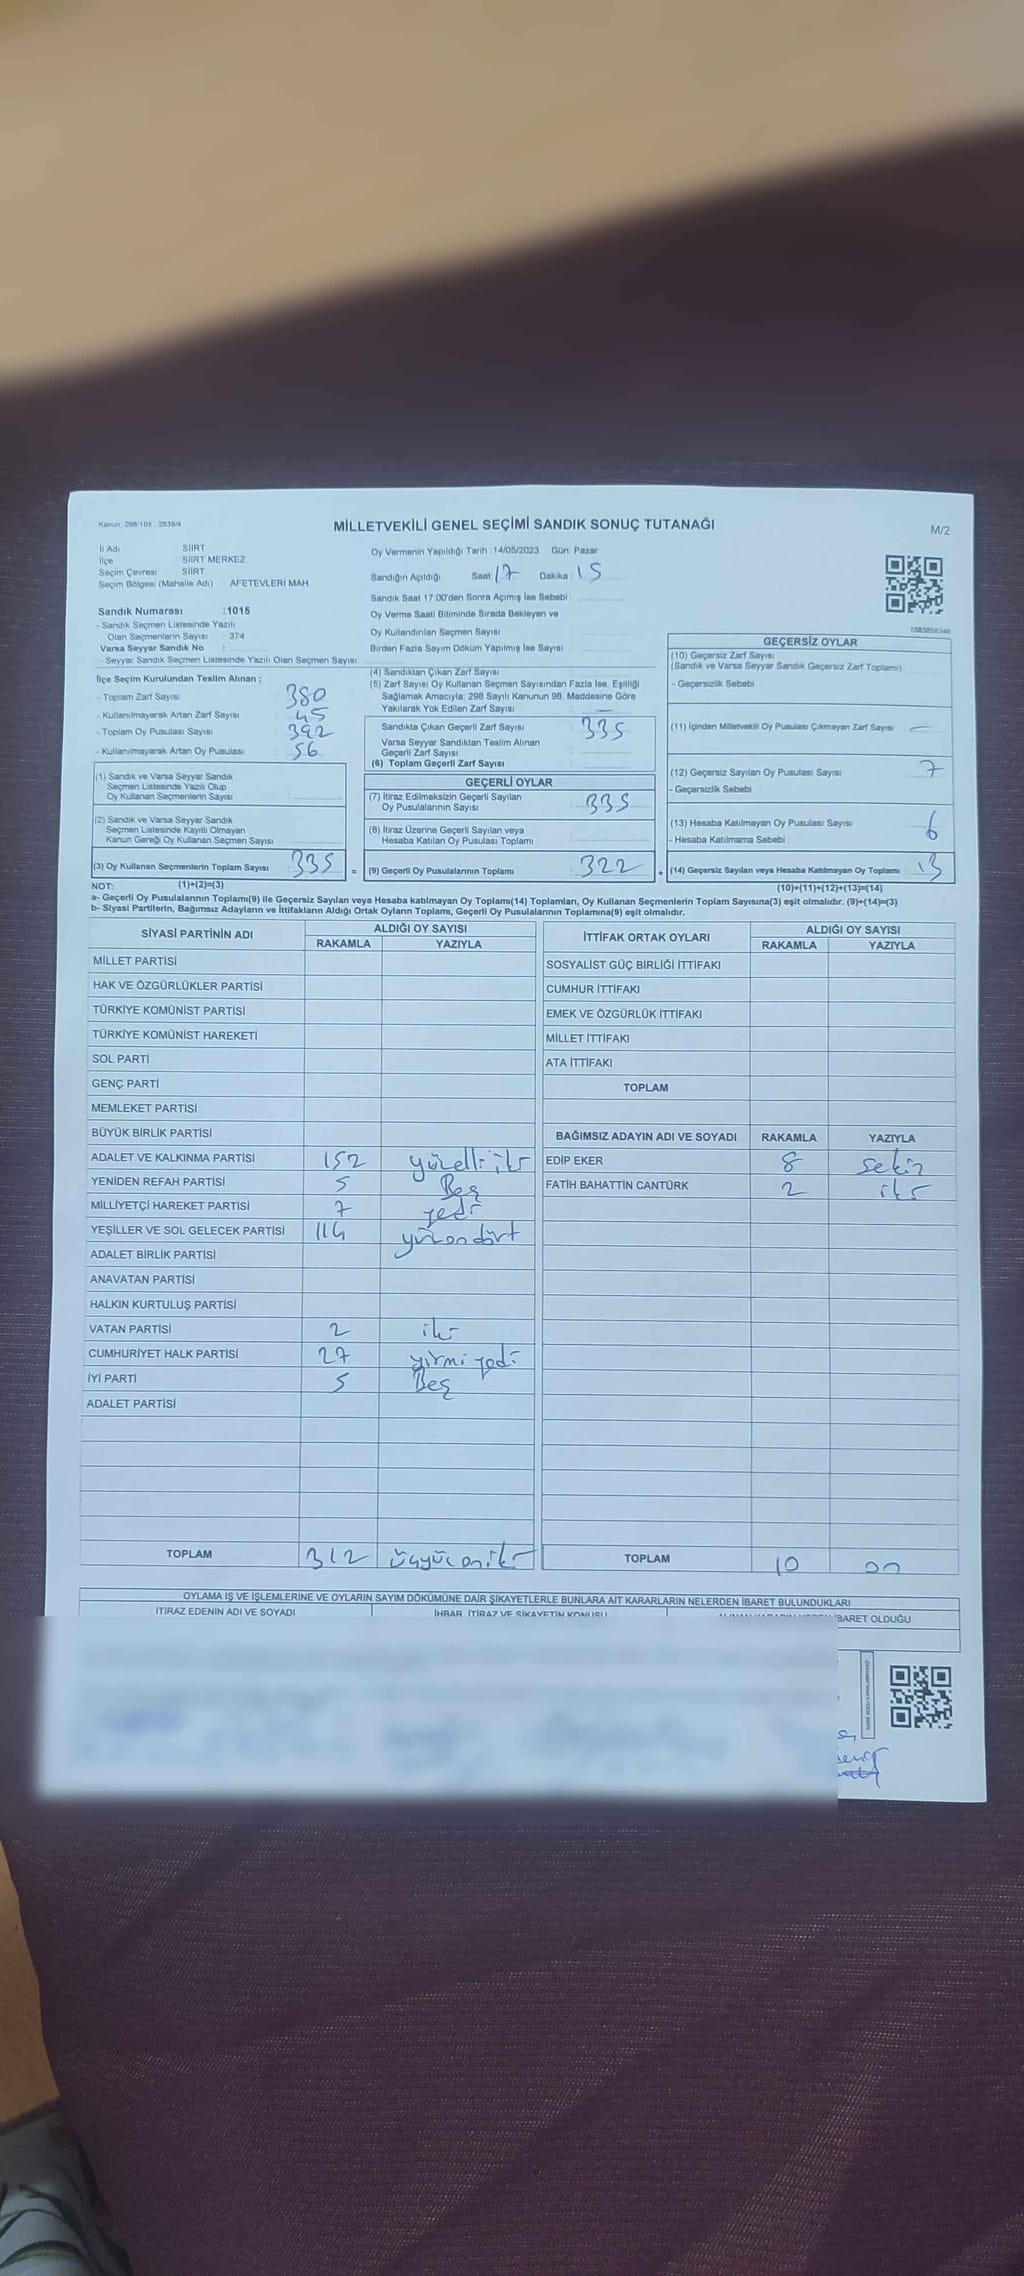 Kanun: 298/105 , 2839/4
MİLLETVEKİLİ GENEL SEÇİMİ SANDIK SONUÇ TUTANAĞI
M/2
İl Adı SİİRT
İlçe SİİRT MERKEZ
Seçim Çevresi SİİRT
Seçim Bölgesi (Mahalle Adı) AFETEVLERİ MAH
Sandık Numarası :1015
- Sandık Seçmen Listesinde Yazılı
Olan Seçmenlerin Sayısı : 374
Varsa Seyyar Sandık No :
- Seyyar Sandık Seçmen Listesinde Yazılı Olan Seçmen Sayısı
İlçe Seçim Kurulundan Teslim Alınan ;
- Toplam Zarf Sayısı : 380
- Kullanılmayarak Artan Zarf Sayısı : 45
- Toplam Oy Pusulası Sayısı : 392
- Kullanılmayarak Artan Oy Pusulası : 56
(1) Sandık ve Varsa Seyyar Sandık
Seçmen Listesinde Yazılı Olup
Oy Kullanan Seçmenlerin Sayısı
(2) Sandık ve Varsa Seyyar Sandık
Seçmen Listesinde Kayıtlı Olmayan
Kanun Gereği Oy Kullanan Seçmen Sayısı
(3) Oy Kullanan Seçmenlerin Toplam Sayısı 335 =
Oy Vermenin Yapıldığı Tarih :14/05/2023 Gün: Pazar
Sandığın Açıldığı Saat: 17 Dakika: 15
Sandık Saat 17:00'den Sonra Açılmış İse Sebebi :
Oy Verme Saati Bitiminde Sırada Bekleyen ve
Oy Kullandırılan Seçmen Sayısı
Birden Fazla Sayım Döküm Yapılmış İse Sayısı
(4) Sandıktan Çıkan Zarf Sayısı
(5) Zarf Sayısı Oy Kullanan Seçmen Sayısından Fazla İse, Eşitliği
Sağlamak Amacıyla; 298 Sayılı Kanunun 98. Maddesine Göre
Yakılarak Yok Edilen Zarf Sayısı : —
Sandıkta Çıkan Geçerli Zarf Sayısı : 335
Varsa Seyyar Sandıktan Teslim Alınan
Geçerli Zarf Sayısı
(6) Toplam Geçerli Zarf Sayısı
GEÇERLİ OYLAR
(7) İtiraz Edilmeksizin Geçerli Sayılan
Oy Pusulalarının Sayısı : 335
(8) İtiraz Üzerine Geçerli Sayılan veya
Hesaba Katılan Oy Pusulası Toplamı
(9) Geçerli Oy Pusulalarının Toplamı 322 +
1083856346
GEÇERSİZ OYLAR
(10) Geçersiz Zarf Sayısı
(Sandık ve Varsa Seyyar Sandık Geçersiz Zarf Toplamı)
- Geçersizlik Sebebi
(11) İçinden Milletvekili Oy Pusulası Çıkmayan Zarf Sayısı —
(12) Geçersiz Sayılan Oy Pusulası Sayısı 7
- Geçersizlik Sebebi
(13) Hesaba Katılmayan Oy Pusulası Sayısı 6
- Hesaba Katılmama Sebebi :
(14) Geçersiz Sayılan veya Hesaba Katılmayan Oy Toplamı 13
NOT: (1)+(2)=(3)
(10)+(11)+(12)+(13)=(14)
a- Geçerli Oy Pusulalarının Toplamı(9) ile Geçersiz Sayılan veya Hesaba katılmayan Oy Toplamı(14) Toplamları, Oy Kullanan Seçmenlerin Toplam Sayısına(3) eşit olmalıdır. (9)+(14)=(3)
b- Siyasi Partilerin, Bağımsız Adayların ve İttifakların Aldığı Ortak Oyların Toplamı, Geçerli Oy Pusulalarının Toplamına(9) eşit olmalıdır.
SİYASİ PARTİNİN ADI ALDIĞI OY SAYISI
RAKAMLA YAZIYLA
MİLLET PARTİSİ
HAK VE ÖZGÜRLÜKLER PARTİSİ
TÜRKİYE KOMÜNİST PARTİSİ
TÜRKİYE KOMÜNİST HAREKETİ
SOL PARTİ
GENÇ PARTİ
MEMLEKET PARTİSİ
BÜYÜK BİRLİK PARTİSİ
ADALET VE KALKINMA PARTİSİ 152 yüzelli iki
YENİDEN REFAH PARTİSİ 5 Beş
MİLLİYETÇİ HAREKET PARTİSİ 7 yedi
YEŞİLLER VE SOL GELECEK PARTİSİ 114 yüzondört
ADALET BİRLİK PARTİSİ
ANAVATAN PARTİSİ
HALKIN KURTULUŞ PARTİSİ
VATAN PARTİSİ 2 iki
CUMHURİYET HALK PARTİSİ 27 yirmi yedi
İYİ PARTİ 5 Beş
ADALET PARTİSİ
TOPLAM 312 üçyüz oniki
İTTİFAK ORTAK OYLARI ALDIĞI OY SAYISI
RAKAMLA YAZIYLA
SOSYALİST GÜÇ BİRLİĞİ İTTİFAKI
CUMHUR İTTİFAKI
EMEK VE ÖZGÜRLÜK İTTİFAKI
MİLLET İTTİFAKI
ATA İTTİFAKI
TOPLAM
BAĞIMSIZ ADAYIN ADI VE SOYADI RAKAMLA YAZIYLA
EDİP EKER 8 sekiz
FATİH BAHATTİN CANTÜRK 2 iki
TOPLAM 10 on
OYLAMA İŞ VE İŞLEMLERİNE VE OYLARIN SAYIM DÖKÜMÜNE DAİR ŞİKAYETLERLE BUNLARA AİT KARARLARIN NELERDEN İBARET BULUNDUKLARI
İTİRAZ EDENİN ADI VE SOYADI İHBAR, İTİRAZ VE ŞİKAYETİN KONUSU İBARET OLDUĞU